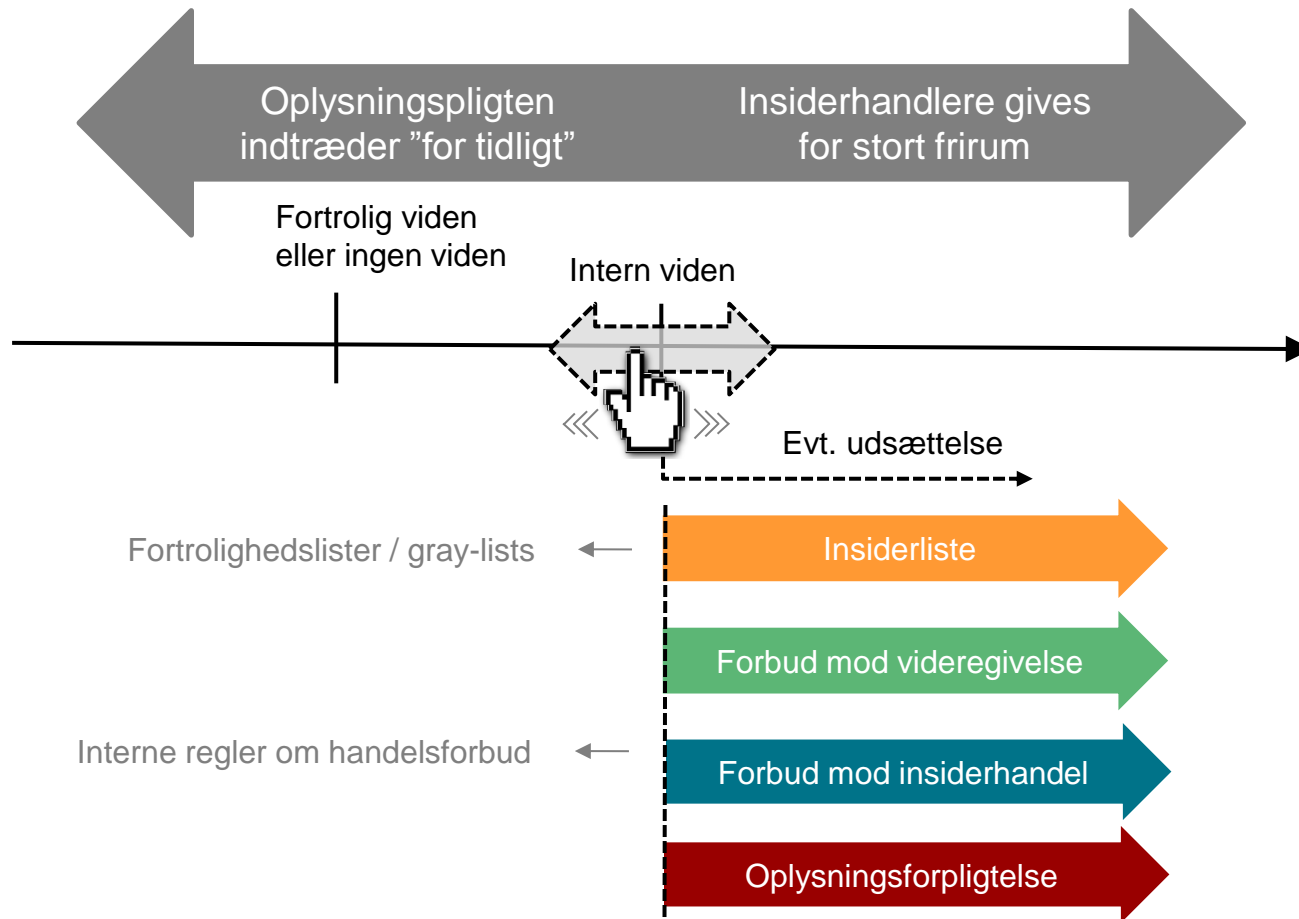 Oplysningspligten
indtræder ”for tidligt”
Insiderhandlere gives
for stort frirum
Fortrolig viden
eller ingen viden
Intern viden
Evt. udsættelse
Fortrolighedslister / gray-lists
Insiderliste
Forbud mod videregivelse
Interne regler om handelsforbud
Forbud mod insiderhandel
Oplysningsforpligtelse